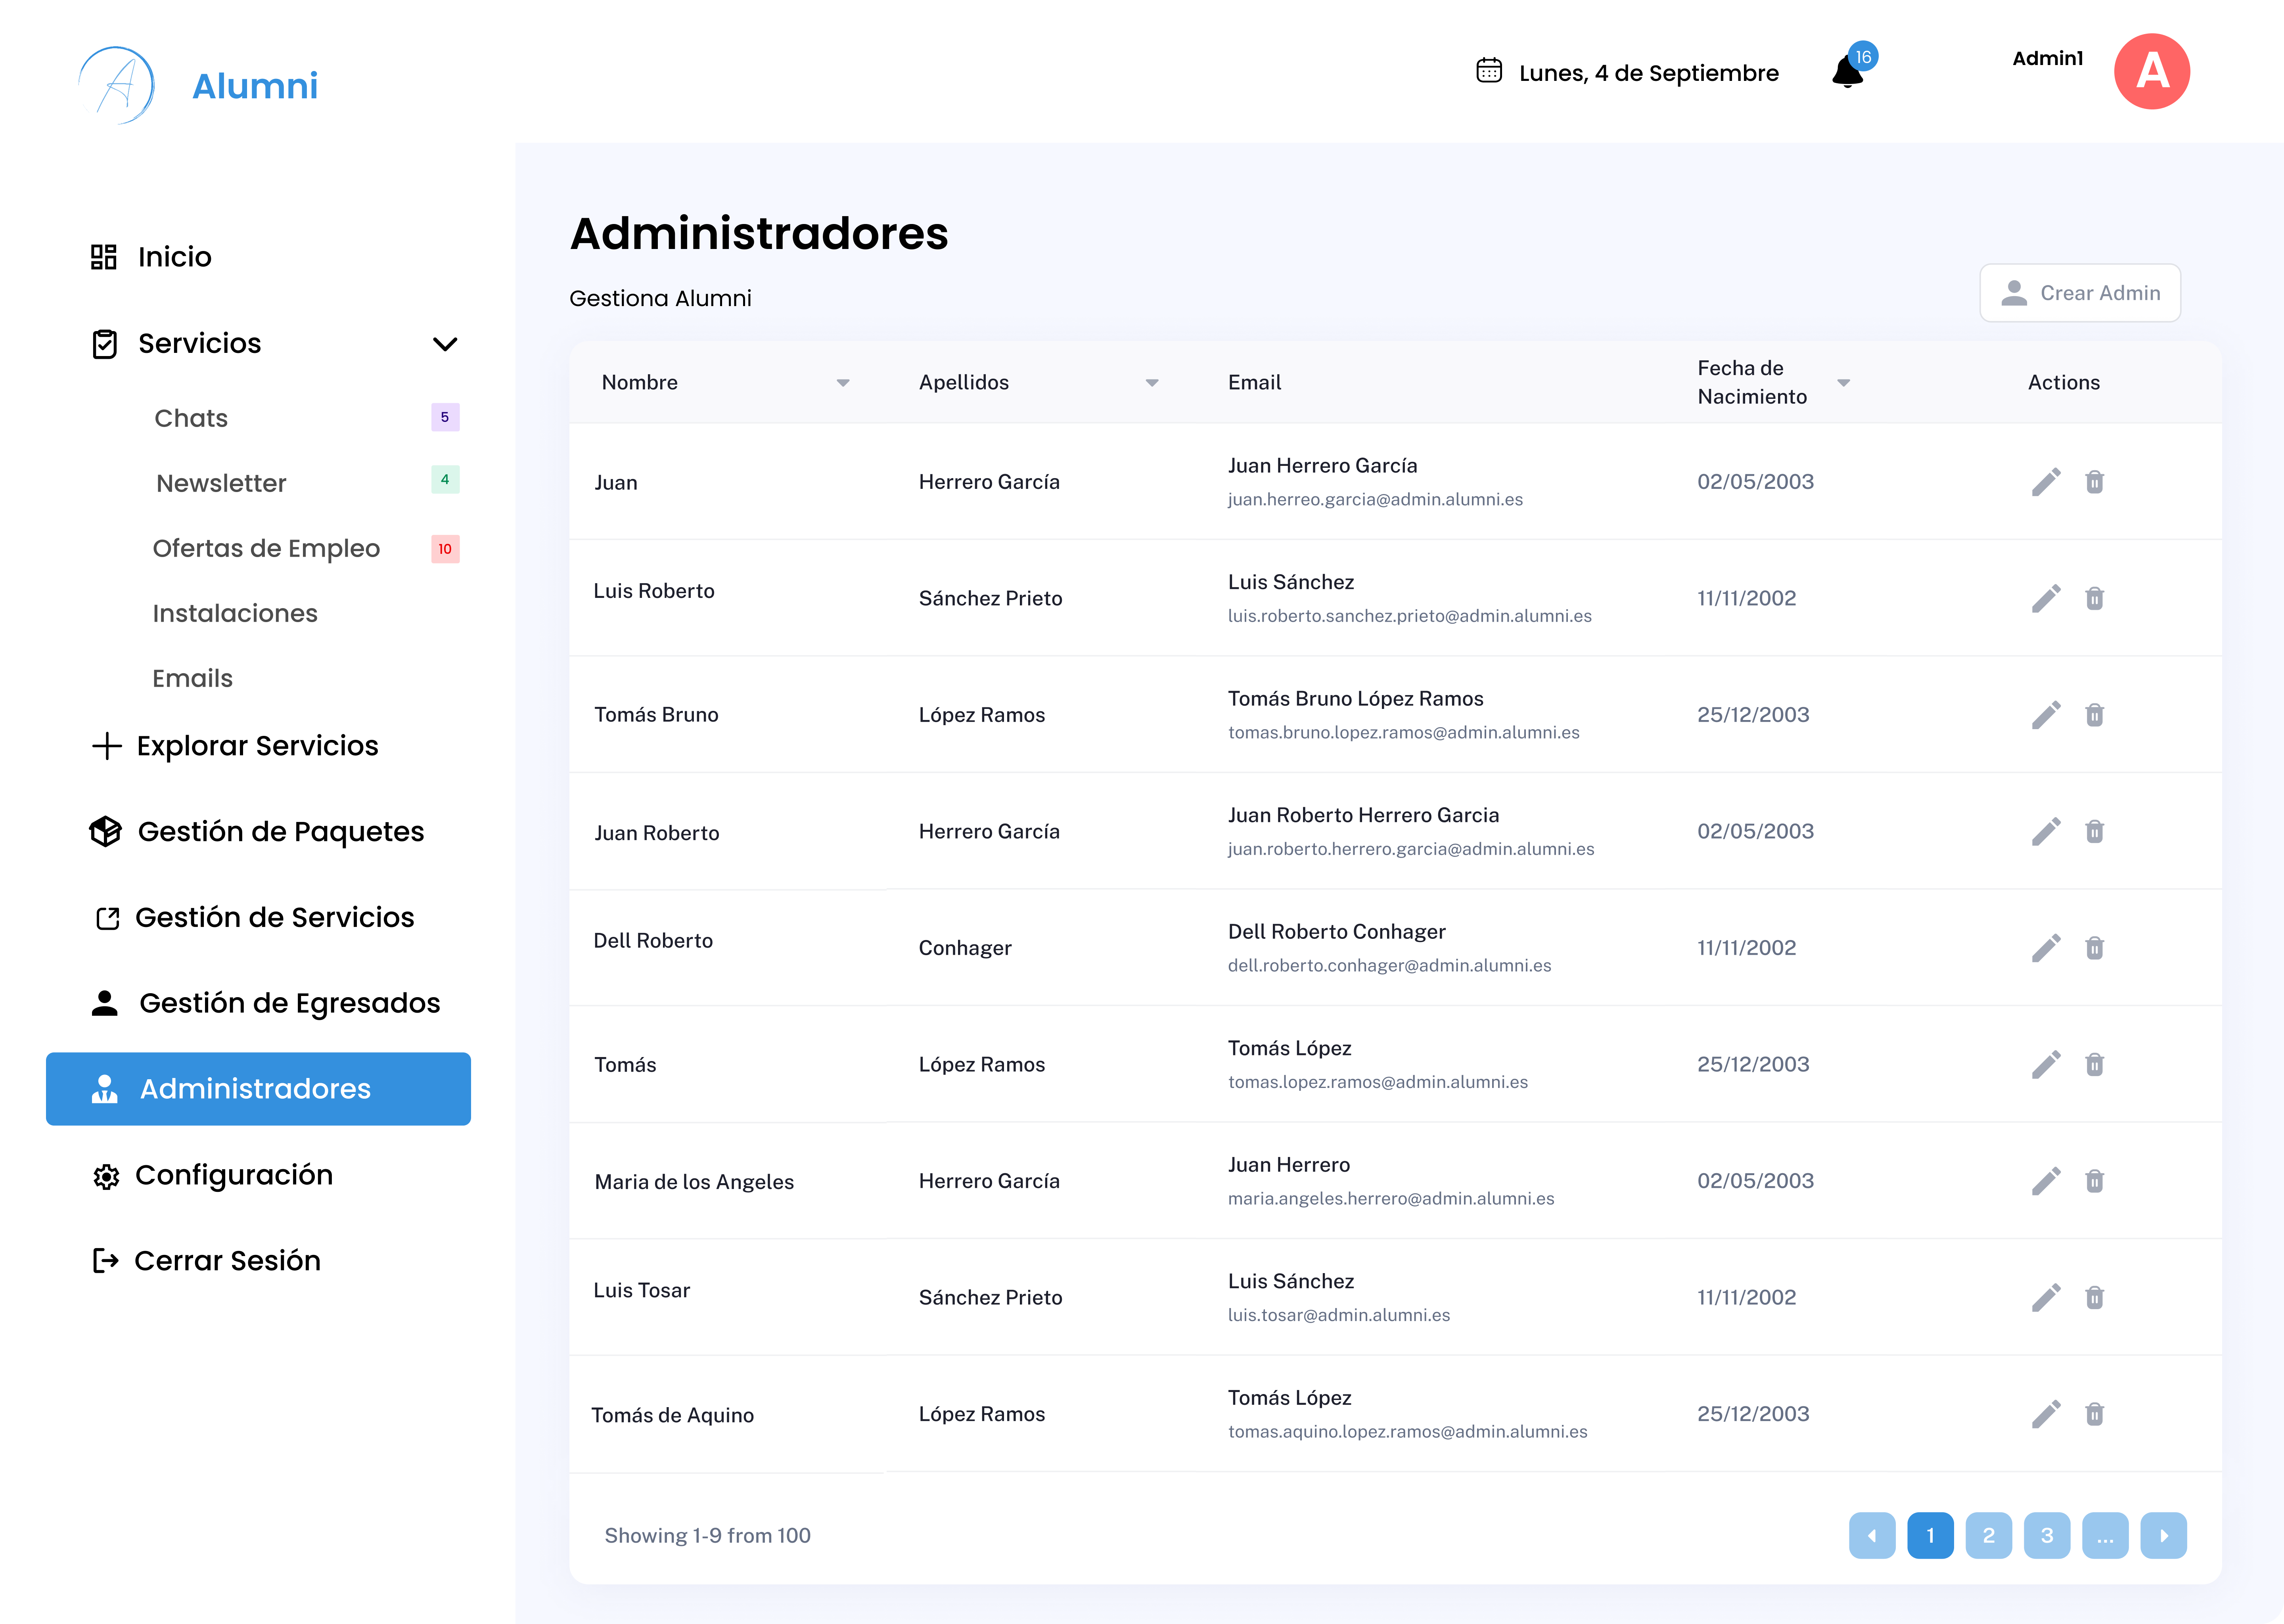 Alumni
Lunes, 4 de Septiembre
16
Admin1
A
Inicio
Servicios
Chats
5
Newsletter
4
Ofertas de Empleo
10
Instalaciones
Emails
Explorar Servicios
Gestión de Paquetes
Gestión de Servicios
Gestión de Egresados
Administradores
Configuración
Cerrar Sesión
Administradores
Gestiona Alumni
Crear Admin
Nombre
Apellidos
Email
Fecha de
Nacimiento
Actions
Juan
Herrero García
Juan Herrero García
juan.herreo.garcia@admin.alumni.es
02/05/2003
Luis Roberto
Sánchez Prieto
Luis Sánchez
luis.roberto.sanchez.prieto@admin.alumni.es
11/11/2002
Tomás Bruno
López Ramos
Tomás Bruno López Ramos
tomas.bruno.lopez.ramos@admin.alumni.es
25/12/2003
Juan Roberto
Herrero García
Juan Roberto Herrero Garcia
juan.roberto.herrero.garcia@admin.alumni.es
02/05/2003
Dell Roberto
Conhager
Dell Roberto Conhager
dell.roberto.conhager@admin.alumni.es
11/11/2002
Tomás
López Ramos
Tomás López
tomas.lopez.ramos@admin.alumni.es
25/12/2003
Maria de los Angeles
Herrero García
Juan Herrero
maria.angeles.herrero@admin.alumni.es
02/05/2003
Luis Tosar
Sánchez Prieto
Luis Sánchez
luis.tosar@admin.alumni.es
11/11/2002
Tomás de Aquino
López Ramos
Tomás López
tomas.aquino.lopez.ramos@admin.alumni.es
25/12/2003
Showing 1-9 from 100
1
2
3
...